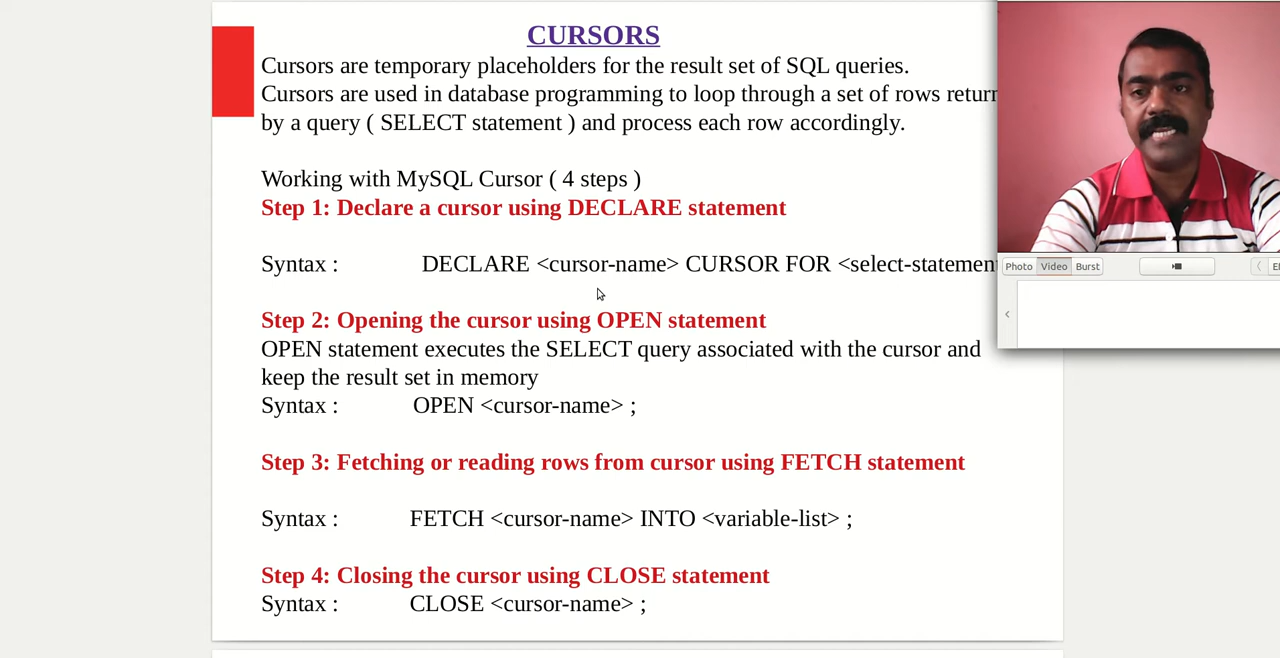 CURSORS
Cursors are temporary placeholders for the result set of SQL queries.
Cursors are used in database programming to loop through a set of rows return
by a query ( SELECT statement ) and process each row accordingly.
Working with MySQL Cursor ( 4 steps )
Step 1: Declare a cursor using DECLARE statement
Syntax : DECLARE <cursor-name> CURSOR FOR <select-statement
Step 2: Opening the cursor using OPEN statement
OPEN statement executes the SELECT query associated with the cursor and
keep the result set in memory
Syntax : OPEN <cursor-name> ;
Step 3: Fetching or reading rows from cursor using FETCH statement
Syntax : FETCH <cursor-name> INTO <variable-list> ;
Step 4: Closing the cursor using CLOSE statement
Syntax : CLOSE <cursor-name> ;
Photo Video Burst